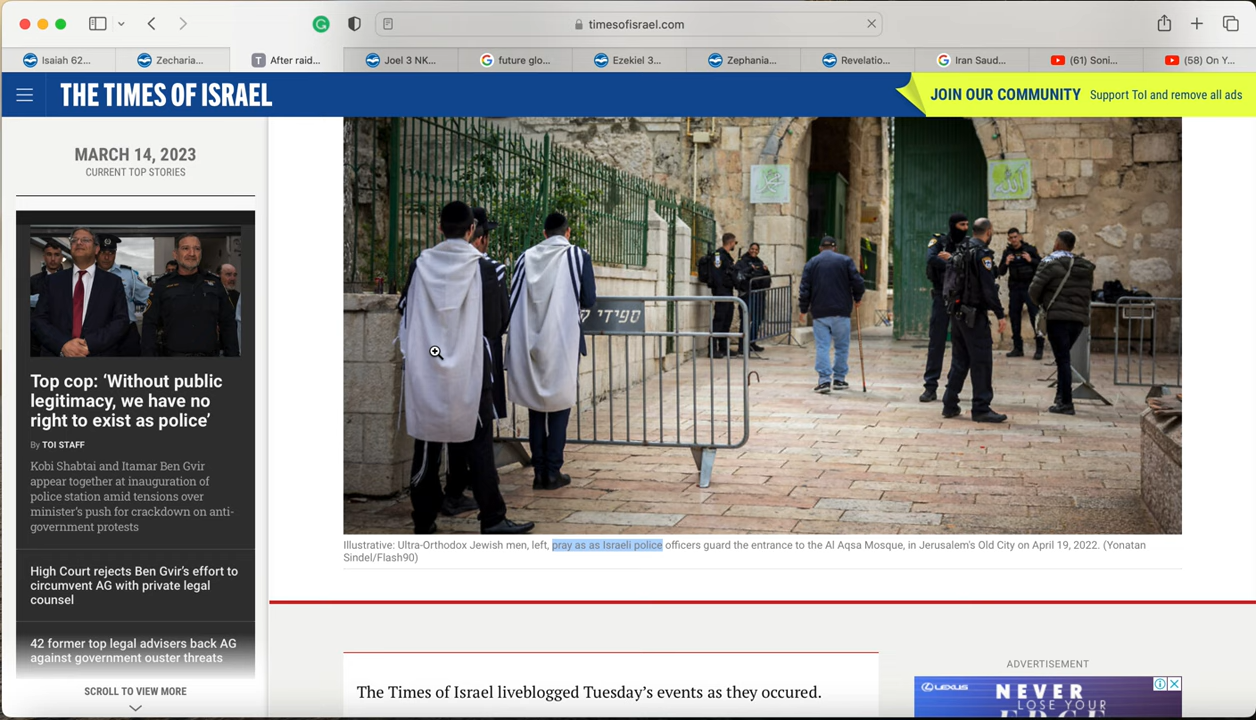 timesofisrael.com
Isaiah 62...
Zecharia...
T
After raid...
Joel 3 NK...
future glo...
Ezekiel 3...
Zephania...
Revelatio...
Iran Saud...
(61) Soni...
(58) On Y...
THE TIMES OF ISRAEL
JOIN OUR COMMUNITY Support ToI and remove all ads
MARCH 14, 2023
CURRENT TOP STORIES
Top cop: ‘Without public
legitimacy, we have no
right to exist as police’
By TOI STAFF
Kobi Shabtai and Itamar Ben Gvir
appear together at inauguration of
police station amid tensions over
minister’s push for crackdown on anti-
government protests
High Court rejects Ben Gvir’s effort to
circumvent AG with private legal
counsel
42 former top legal advisers back AG
against government ouster threats
SCROLL TO VIEW MORE
محمد
الله
ספידי ק
Illustrative: Ultra-Orthodox Jewish men, left, pray as as Israeli police officers guard the entrance to the Al Aqsa Mosque, in Jerusalem's Old City on April 19, 2022. (Yonatan
Sindel/Flash90)
The Times of Israel liveblogged Tuesday’s events as they occured.
ADVERTISEMENT
LEXUS
NEVER
LOSE YOUR
EDGE